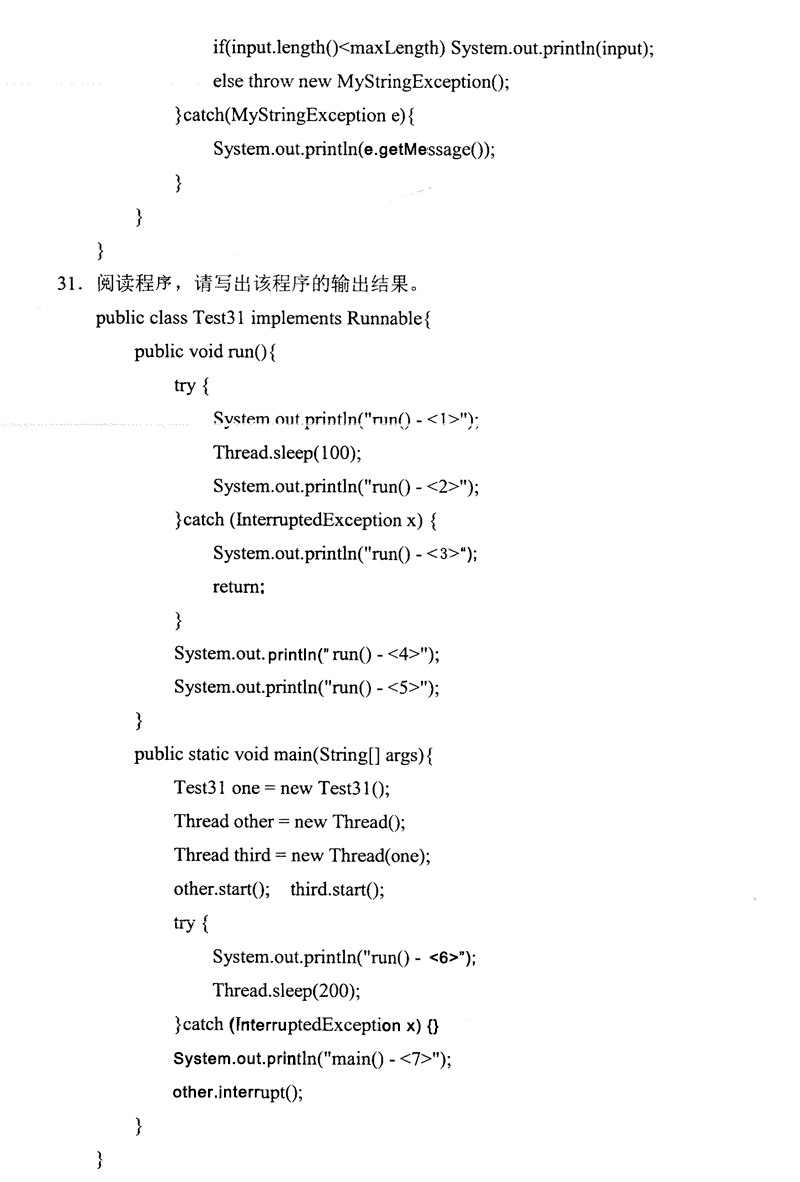 if(input.length()<maxLength) System.out.println(input);
else throw new MyStringException();
}catch(MyStringException e){
System.out.println(e.getMessage());
}
}
}
31. 阅读程序，请写出该程序的输出结果。
public class Test31 implements Runnable{
public void run(){
try {
System.out.println("run() - <1>");
Thread.sleep(100);
System.out.println("run() - <2>");
}catch (InterruptedException x) {
System.out.println("run() - <3>“);
return;
}
System.out.println(" run() - <4>");
System.out.println("run() - <5>");
}
public static void main(String[] args){
Test31 one = new Test31();
Thread other = new Thread();
Thread third = new Thread(one);
other.start(); third.start();
try {
System.out.println("run() - <6>");
Thread.sleep(200);
}catch (InterruptedException x) {}
System.out.println("main() - <7>");
other.interrupt();
}
}